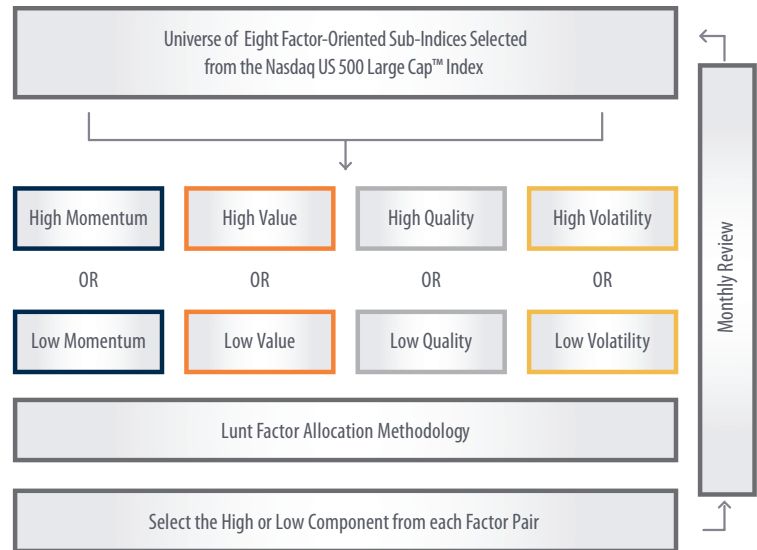 Universe of Eight Factor-Oriented Sub-Indices Selected
from the Nasdaq US 500 Large Cap™ Index
High Momentum
High Value
High Quality
High Volatility
OR
OR
OR
OR
Low Momentum
Low Value
Low Quality
Low Volatility
Lunt Factor Allocation Methodology
Select the High or Low Component from each Factor Pair
Monthly Review